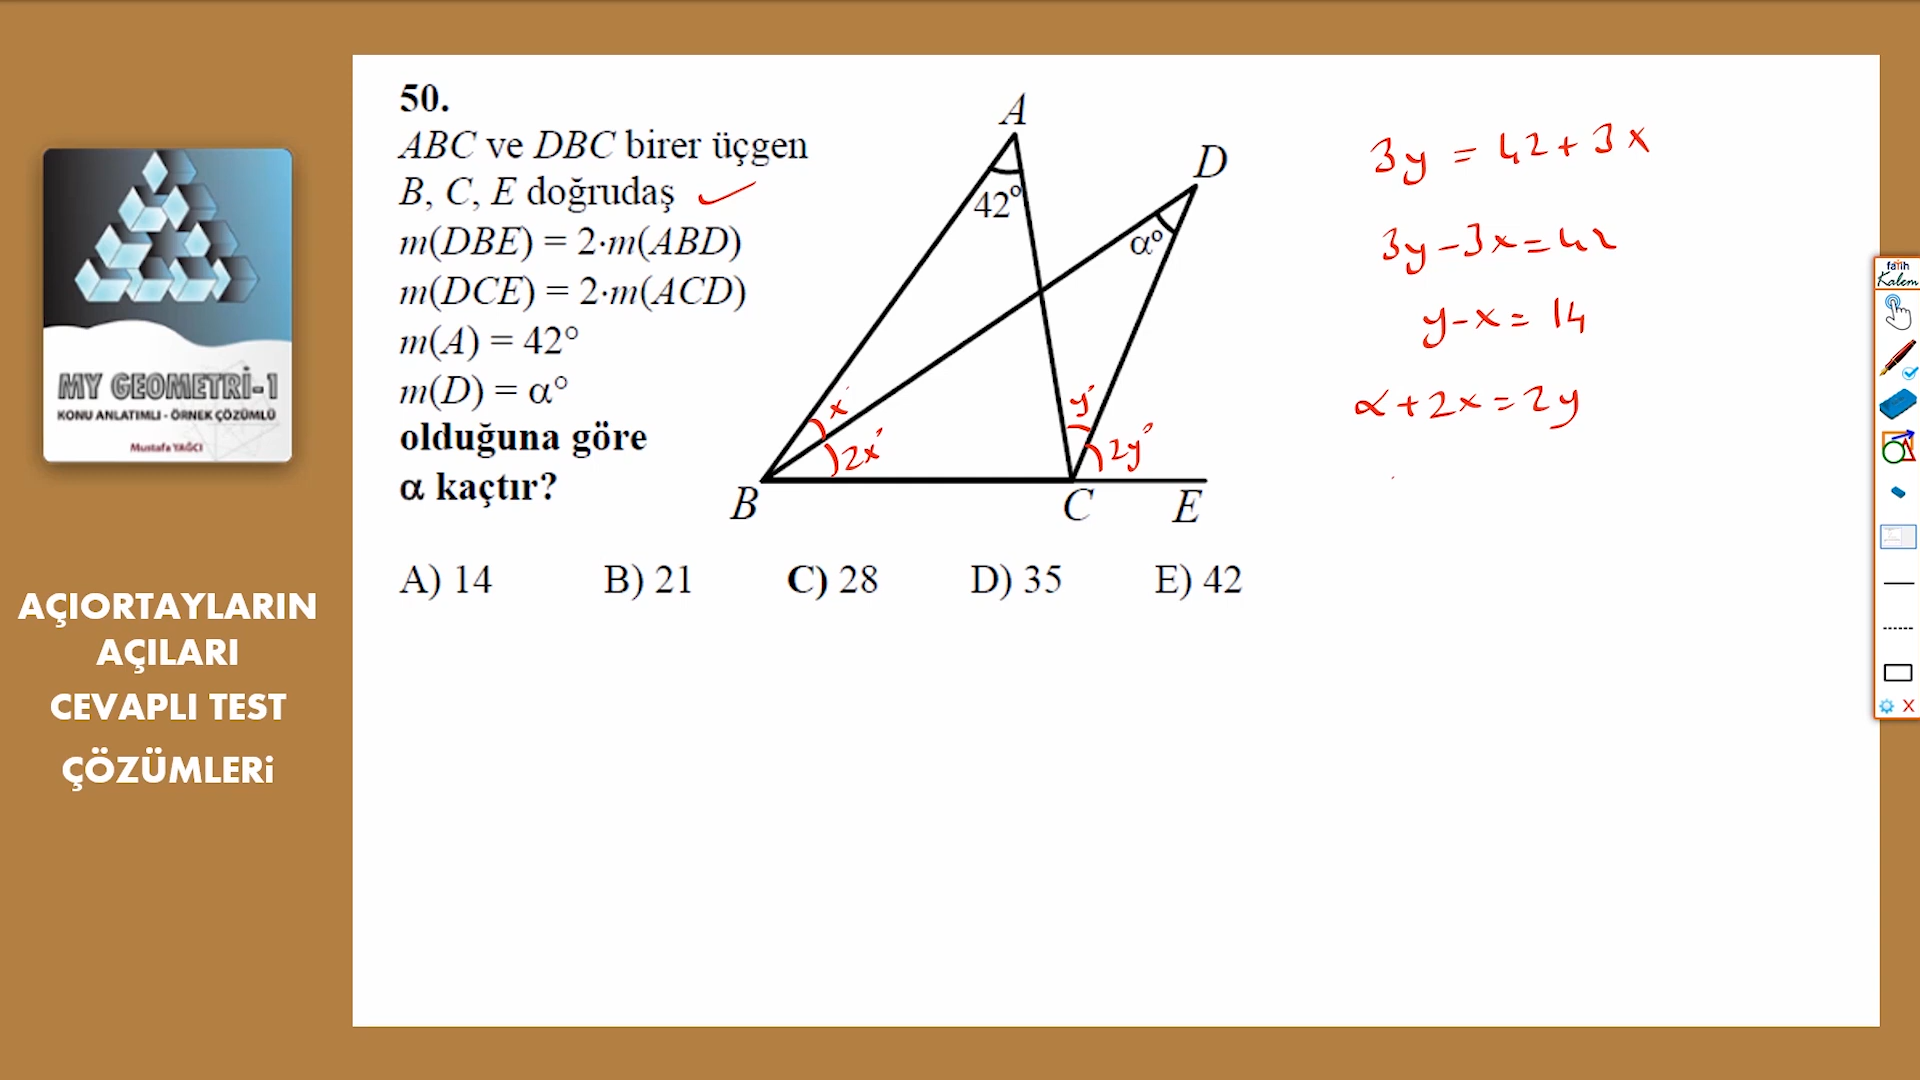 50.
ABC ve DBC birer üçgen
B, C, E doğrudaş
m(DBE) = 2·m(ABD)
m(DCE) = 2·m(ACD)
m(A) = 42°
m(D) = α°
olduğuna göre
α kaçtır?
A
D
42°
α°
x°
2x°
y°
2y°
B
C
E
A) 14
B) 21
C) 28
D) 35
E) 42
3y = 42 + 3x
3y - 3x = 42
y - x = 14
α + 2x = 2y
MY GEOMETRİ-1
KONU ANLATIMLI - ÖRNEK ÇÖZÜMLÜ
Mustafa YAĞCI
AÇIORTAYLARIN
AÇILARI
CEVAPLI TEST
ÇÖZÜMLERİ
fatih
Kalem
X